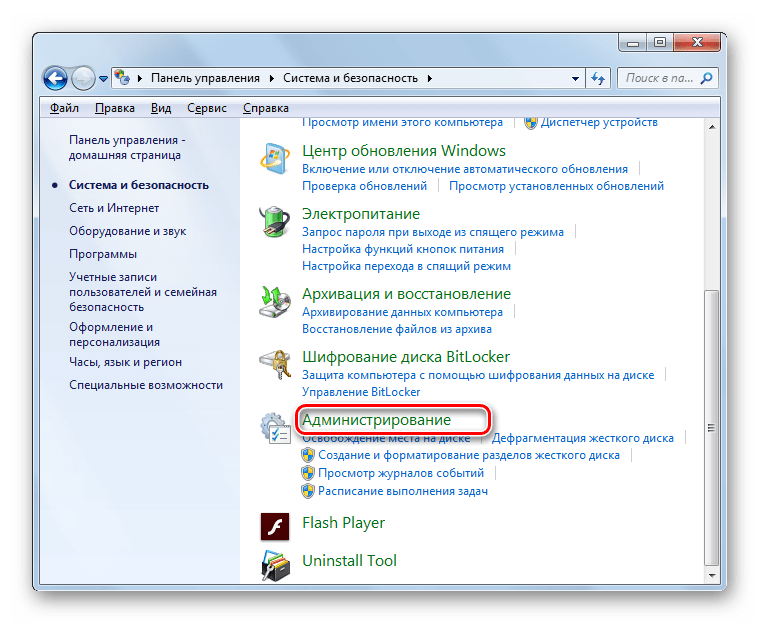 Панель управления
Система и безопасность
Поиск в па...
Файл Правка Вид Сервис Справка
Панель управления -
домашняя страница
Система и безопасность
Сеть и Интернет
Оборудование и звук
Программы
Учетные записи
пользователей и семейная
безопасность
Оформление и
персонализация
Часы, язык и регион
Специальные возможности
Просмотр имени этого компьютера Диспетчер устройств
Центр обновления Windows
Включение или отключение автоматического обновления
Проверка обновлений Просмотр установленных обновлений
Электропитание
Запрос пароля при выходе из спящего режима
Настройка функций кнопок питания
Настройка перехода в спящий режим
Архивация и восстановление
Архивирование данных компьютера
Восстановление файлов из архива
Шифрование диска BitLocker
Защита компьютера с помощью шифрования данных на диске
Управление BitLocker
Администрирование
Освобождение места на диске Дефрагментация жесткого диска
Создание и форматирование разделов жесткого диска
Просмотр журналов событий
Расписание выполнения задач
Flash Player
Uninstall Tool